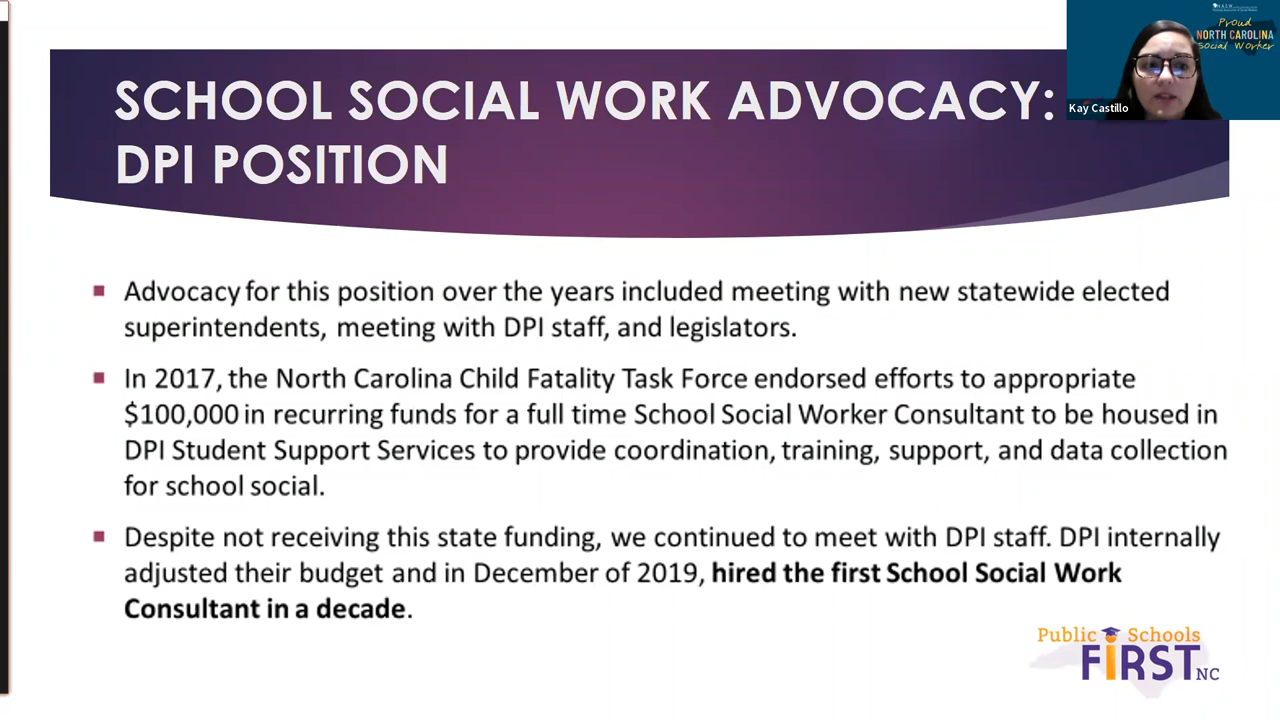 SCHOOL SOCIAL WORK ADVOCACY:
DPI POSITION
Proud
NORTH CAROLINA
Social Worker
Kay Castillo
Advocacy for this position over the years included meeting with new statewide elected
superintendents, meeting with DPI staff, and legislators.
In 2017, the North Carolina Child Fatality Task Force endorsed efforts to appropriate
$100,000 in recurring funds for a full time School Social Worker Consultant to be housed in
DPI Student Support Services to provide coordination, training, support, and data collection
for school social.
Despite not receiving this state funding, we continued to meet with DPI staff. DPI internally
adjusted their budget and in December of 2019, hired the first School Social Work
Consultant in a decade.
Public Schools
FiRST NC